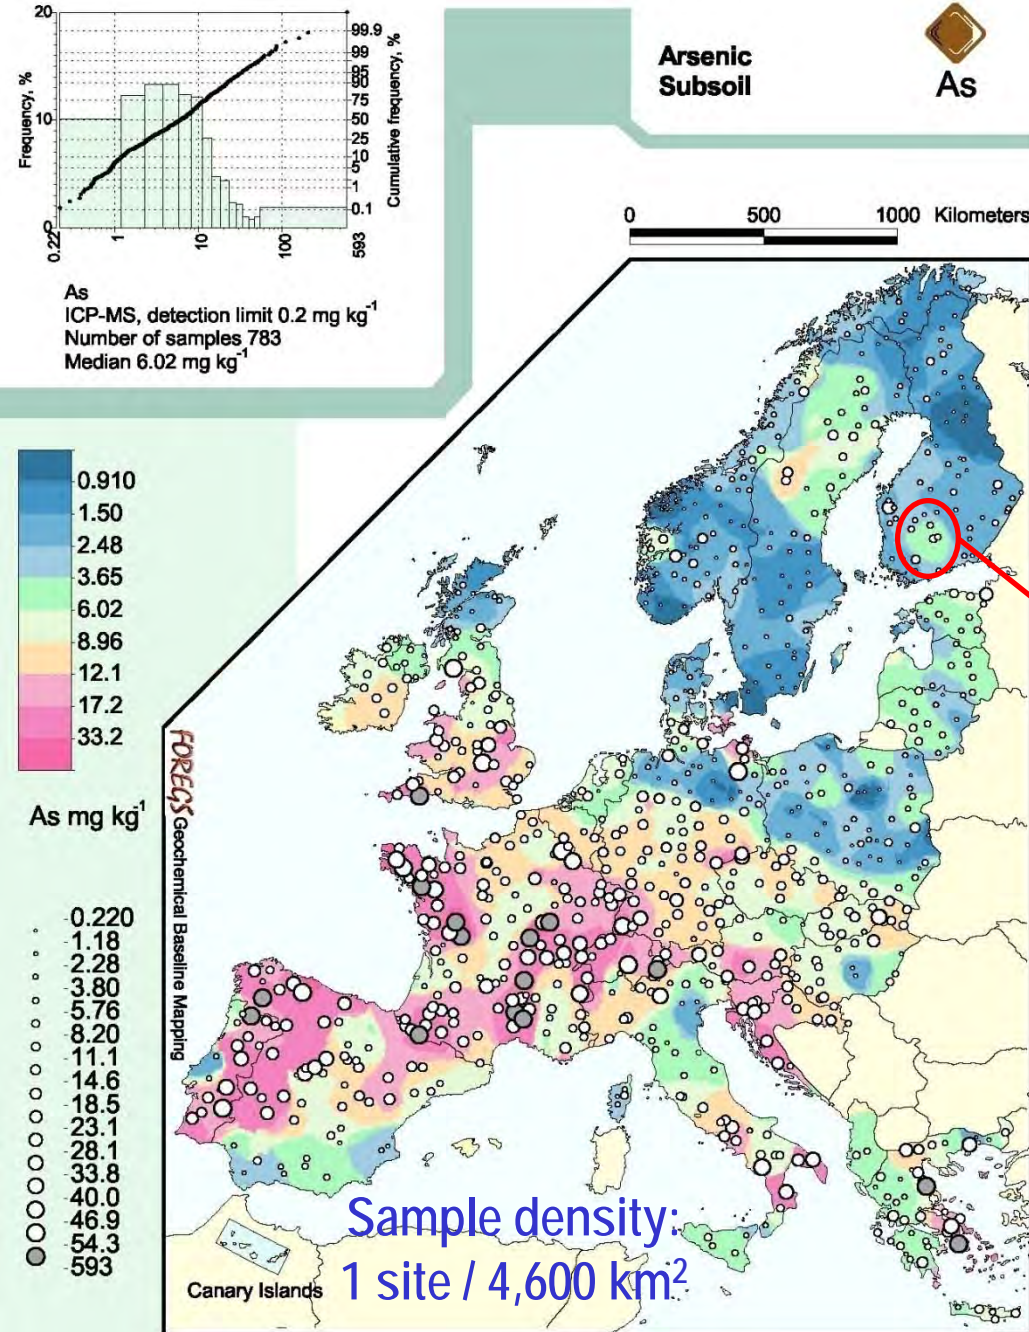 20
10
0
Frequency, %
99.9
99
95
90
75
50
25
10
5
1
0.1
Cumulative frequency, %
0.22
1
10
100
593
As
ICP-MS, detection limit 0.2 mg kg-1
Number of samples 783
Median 6.02 mg kg-1
Arsenic
Subsoil
As
0 500 1000 Kilometers
0.910
1.50
2.48
3.65
6.02
8.96
12.1
17.2
33.2
As mg kg-1
0.220
1.18
2.28
3.80
5.76
8.20
11.1
14.6
18.5
23.1
28.1
33.8
40.0
46.9
54.3
593
FOREGS Geochemical Baseline Mapping
Canary Islands
Sample density:
1 site / 4,600 km2